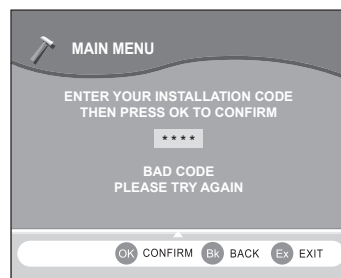 MAIN MENU
ENTER YOUR INSTALLATION CODE
THEN PRESS OK TO CONFIRM
****
BAD CODE
PLEASE TRY AGAIN
OK CONFIRM Bk BACK Ex EXIT